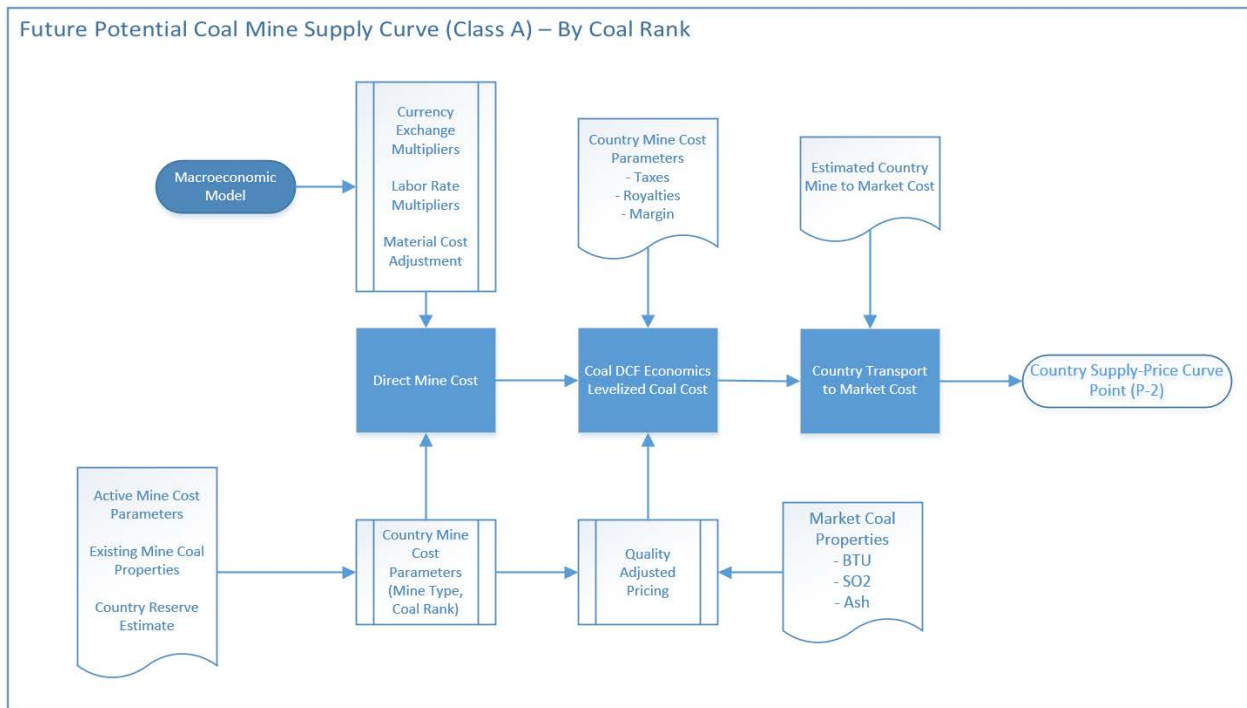 Future Potential Coal Mine Supply Curve (Class A) – By Coal Rank
Currency
Exchange
Multipliers
Labor Rate
Multipliers
Material Cost
Adjustment
Country Mine Cost
Parameters
- Taxes
- Royalties
- Margin
Estimated Country
Mine to Market Cost
Macroeconomic
Model
Direct Mine Cost
Coal DCF Economics
Levelized Coal Cost
Country Transport
to Market Cost
Country Supply-Price Curve
Point (P-2)
Active Mine Cost
Parameters
Existing Mine Coal
Properties
Country Reserve
Estimate
Country Mine
Cost
Parameters
(Mine Type,
Coal Rank)
Quality
Adjusted
Pricing
Market Coal
Properties
- BTU
- SO2
- Ash